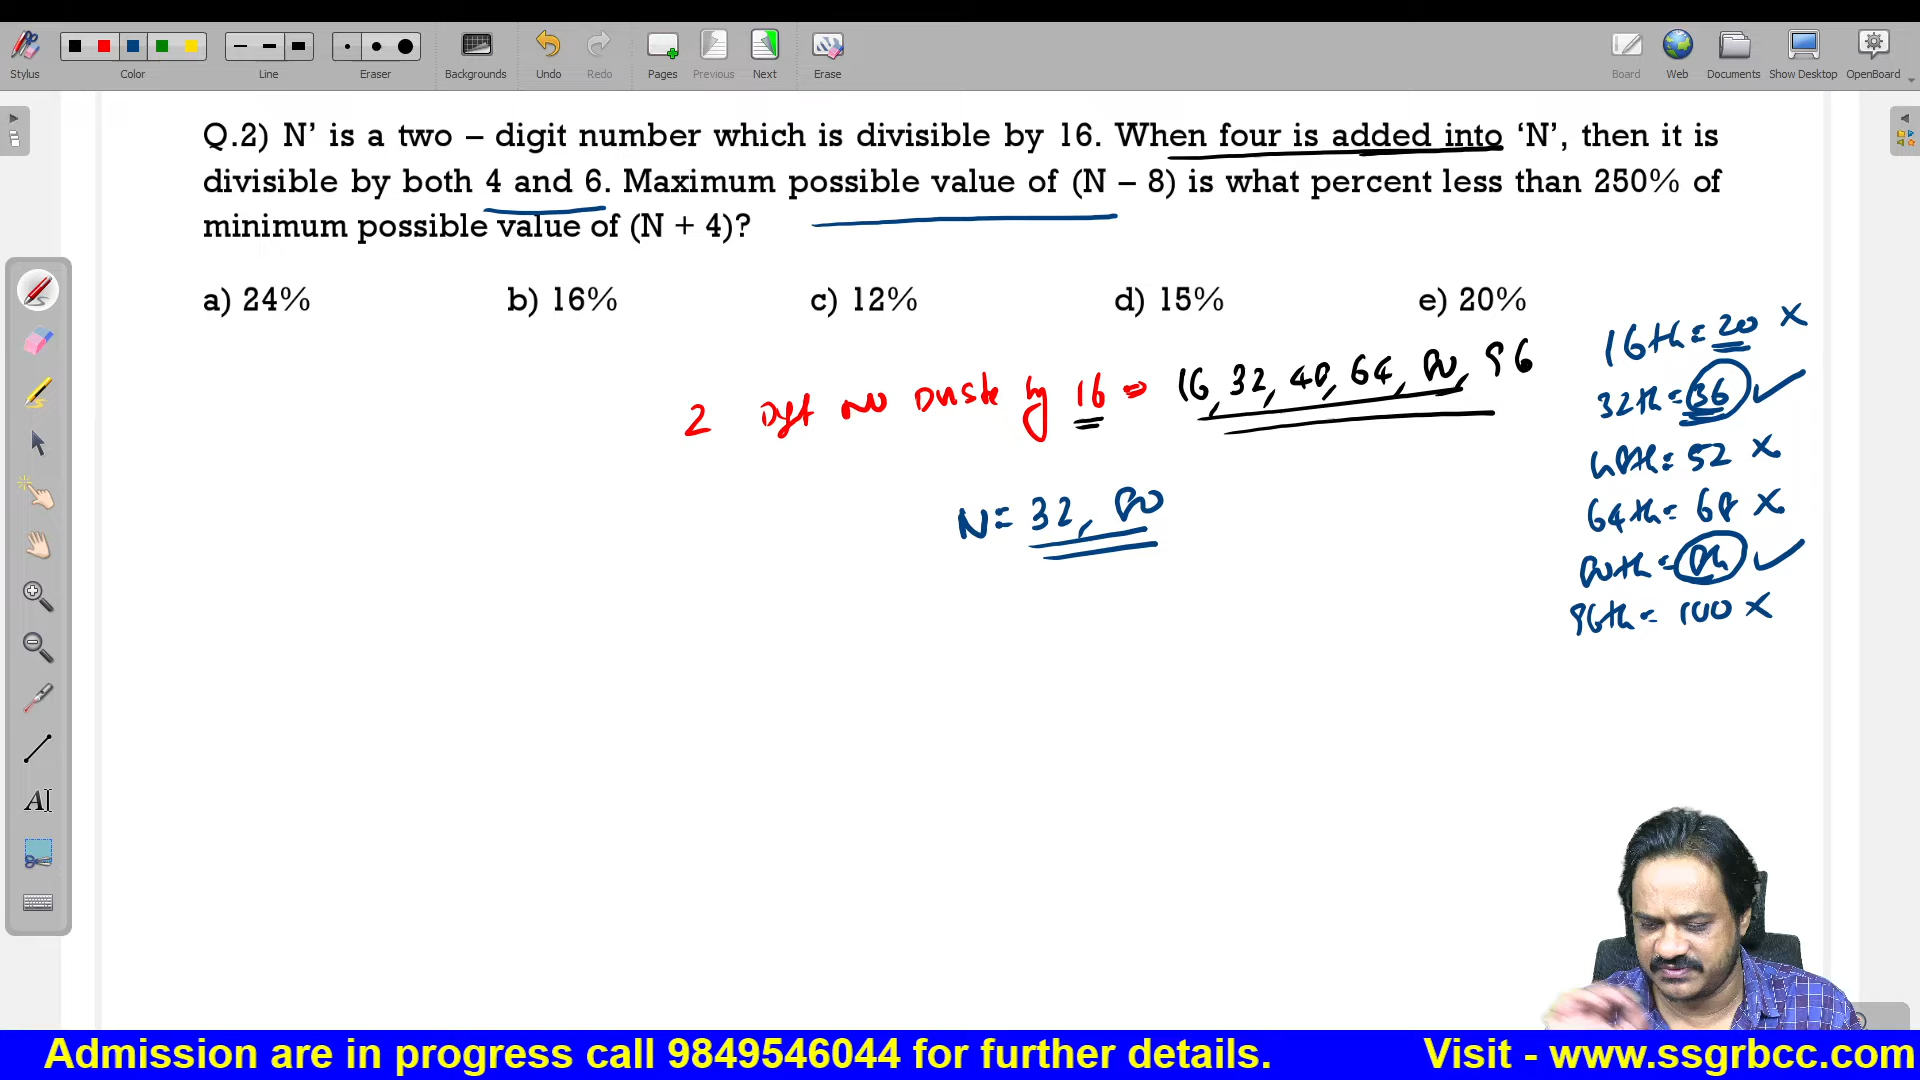 Stylus
Color
Line
Eraser
Backgrounds
Undo
Redo
Pages
Previous
Next
Erase
Board
Web
Documents
Show Desktop
OpenBoard
Q.2) N’ is a two – digit number which is divisible by 16. When four is added into ‘N’, then it is
divisible by both 4 and 6. Maximum possible value of (N – 8) is what percent less than 250% of
minimum possible value of (N + 4)?
a) 24% b) 16% c) 12% d) 15% e) 20%
2 No by 16 = 16, 32, 48, 64, 80, 96
N = 32, 80
16+4 = 20 X
32+4 = 36 ✓
48+4 = 52 X
64+4 = 68 X
80+4 = 84 ✓
96+4 = 100 X
A
Admission are in progress call 9849546044 for further details.
Visit - www.ssgrbcc.com